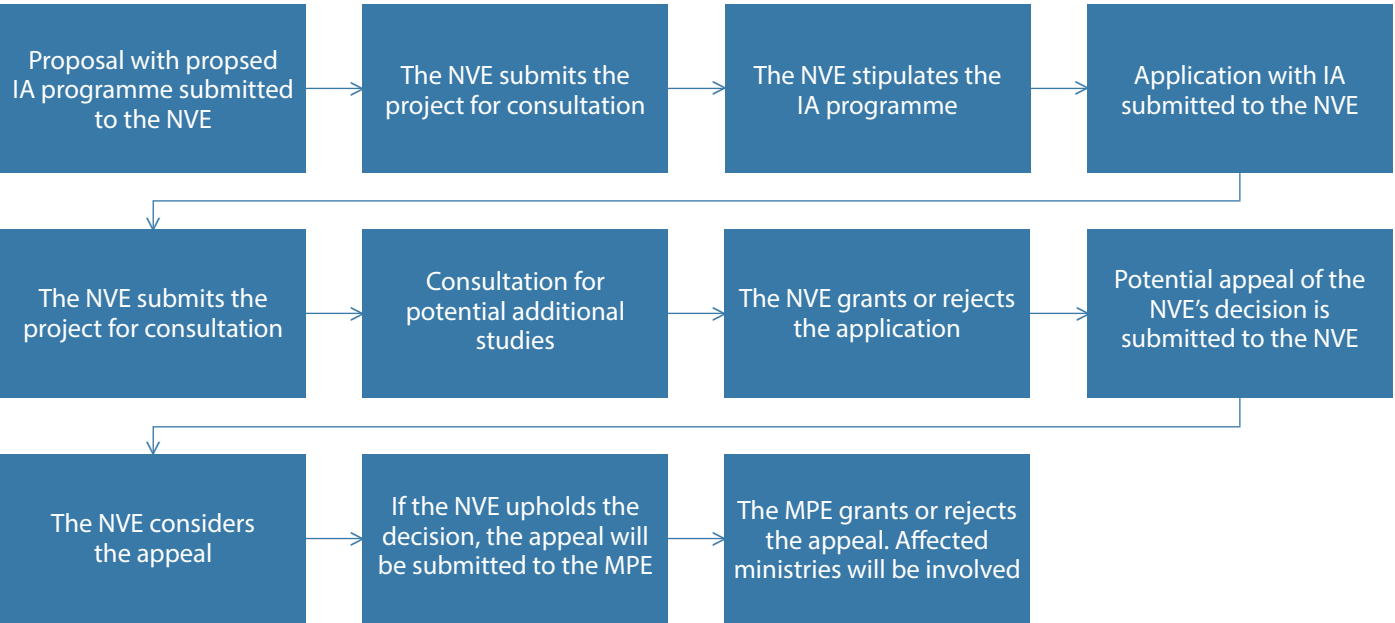 Proposal with propsed
IA programme submitted
to the NVE
The NVE submits the
project for consultation
The NVE stipulates the
IA programme
Application with IA
submitted to the NVE
The NVE submits the
project for consultation
Consultation for
potential additional
studies
The NVE grants or rejects
the application
Potential appeal of the
NVE’s decision is
submitted to the NVE
The NVE considers
the appeal
If the NVE upholds the
decision, the appeal will
be submitted to the MPE
The MPE grants or rejects
the appeal. Affected
ministries will be involved